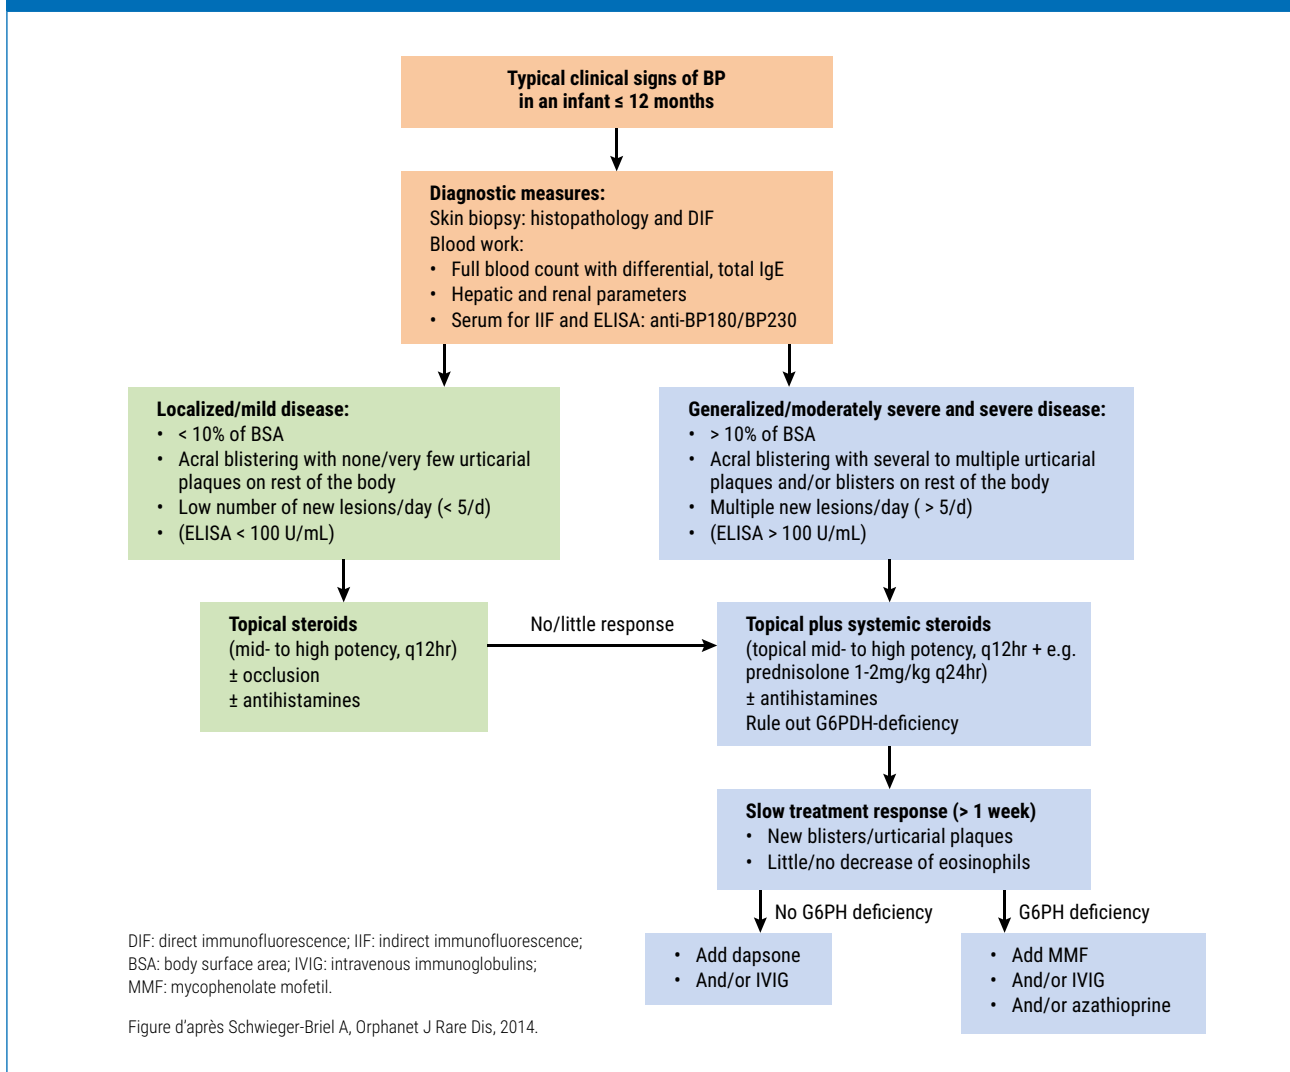 Typical clinical signs of BP
in an infant ≤ 12 months
Diagnostic measures:
Skin biopsy: histopathology and DIF
Blood work:
• Full blood count with differential, total IgE
• Hepatic and renal parameters
• Serum for IIF and ELISA: anti-BP180/BP230
Localized/mild disease:
• < 10% of BSA
• Acral blistering with none/very few urticarial
plaques on rest of the body
• Low number of new lesions/day (< 5/d)
• (ELISA < 100 U/mL)
Generalized/moderately severe and severe disease:
• > 10% of BSA
• Acral blistering with several to multiple urticarial
plaques and/or blisters on rest of the body
• Multiple new lesions/day ( > 5/d)
• (ELISA > 100 U/mL)
Topical steroids
(mid- to high potency, q12hr)
± occlusion
± antihistamines
No/little response
Topical plus systemic steroids
(topical mid- to high potency, q12hr + e.g.
prednisolone 1-2mg/kg q24hr)
± antihistamines
Rule out G6PDH-deficiency
Slow treatment response (> 1 week)
• New blisters/urticarial plaques
• Little/no decrease of eosinophils
No G6PH deficiency
G6PH deficiency
• Add dapsone
• And/or IVIG
• Add MMF
• And/or IVIG
• And/or azathioprine
DIF: direct immunofluorescence; IIF: indirect immunofluorescence;
BSA: body surface area; IVIG: intravenous immunoglobulins;
MMF: mycophenolate mofetil.
Figure d’après Schwieger-Briel A, Orphanet J Rare Dis, 2014.